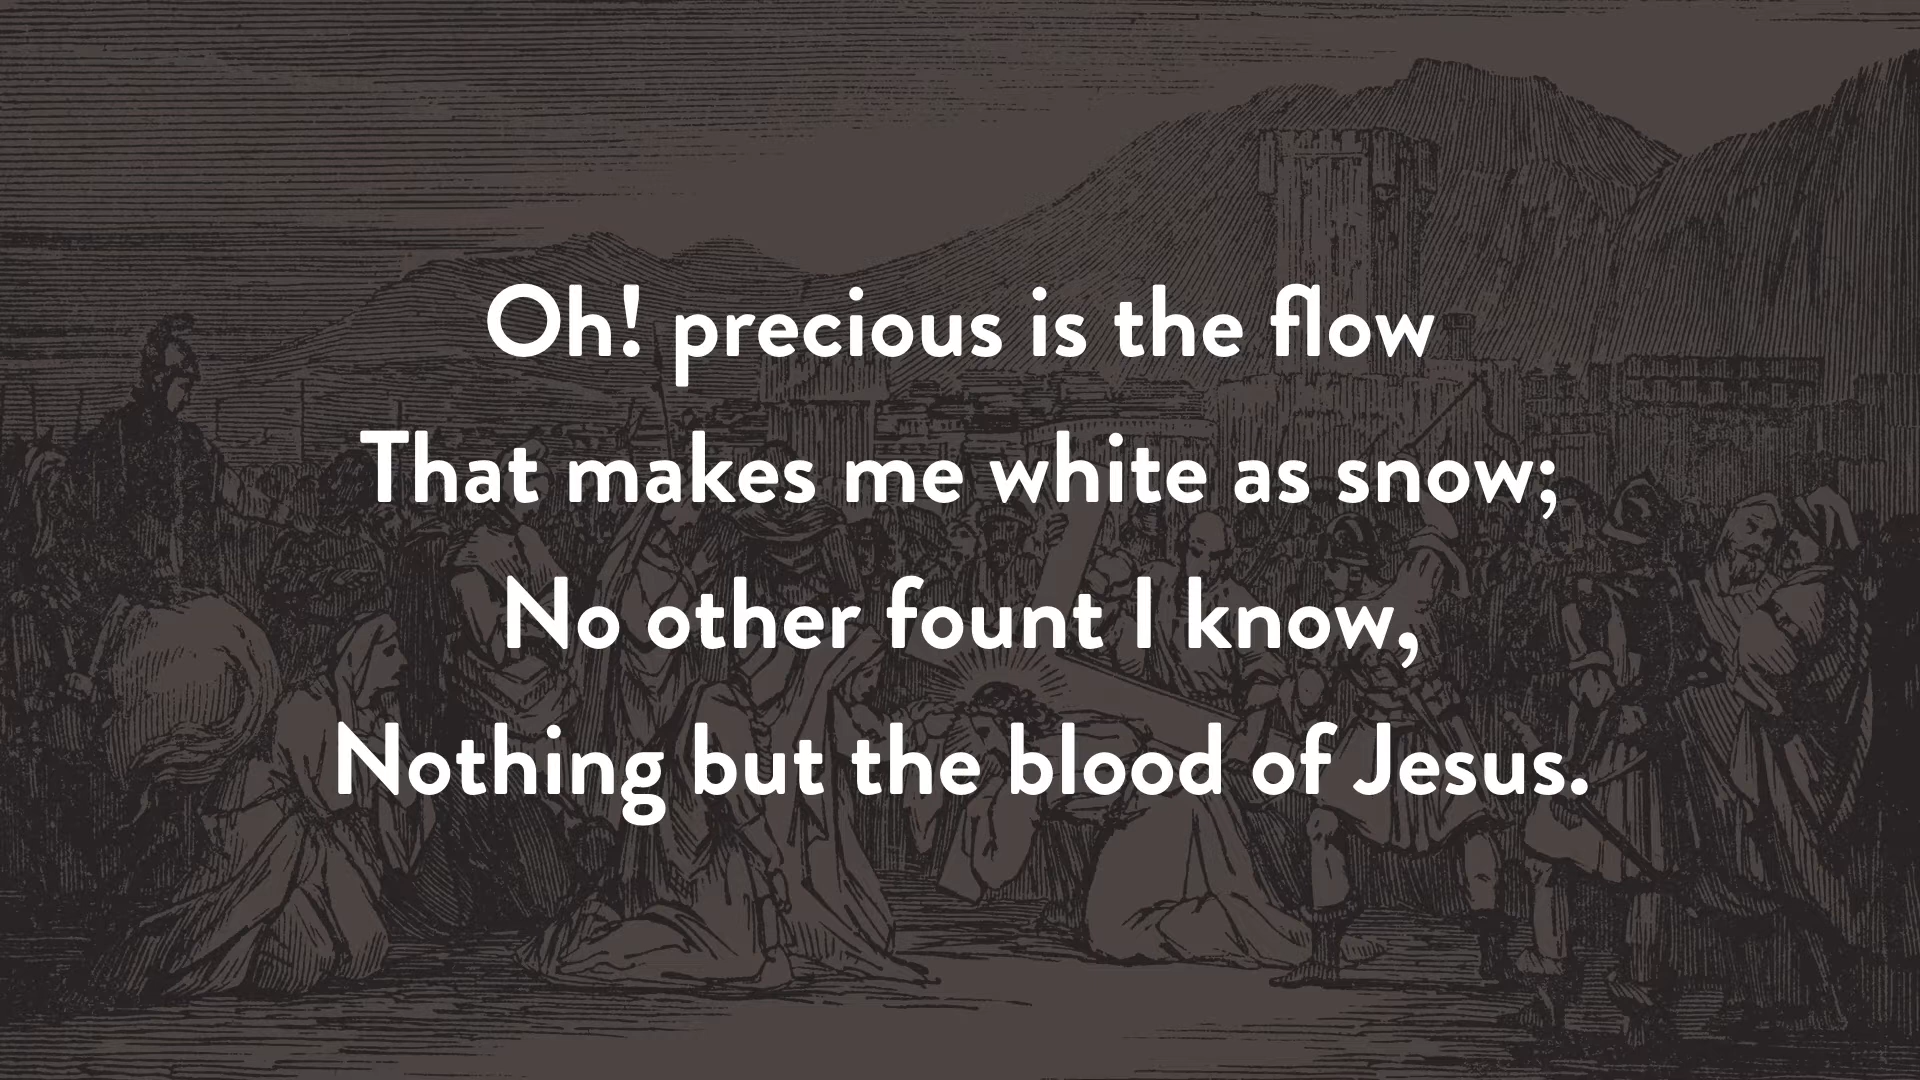 Oh! precious is the flow
That makes me white as snow;
No other fount I know,
Nothing but the blood of Jesus.